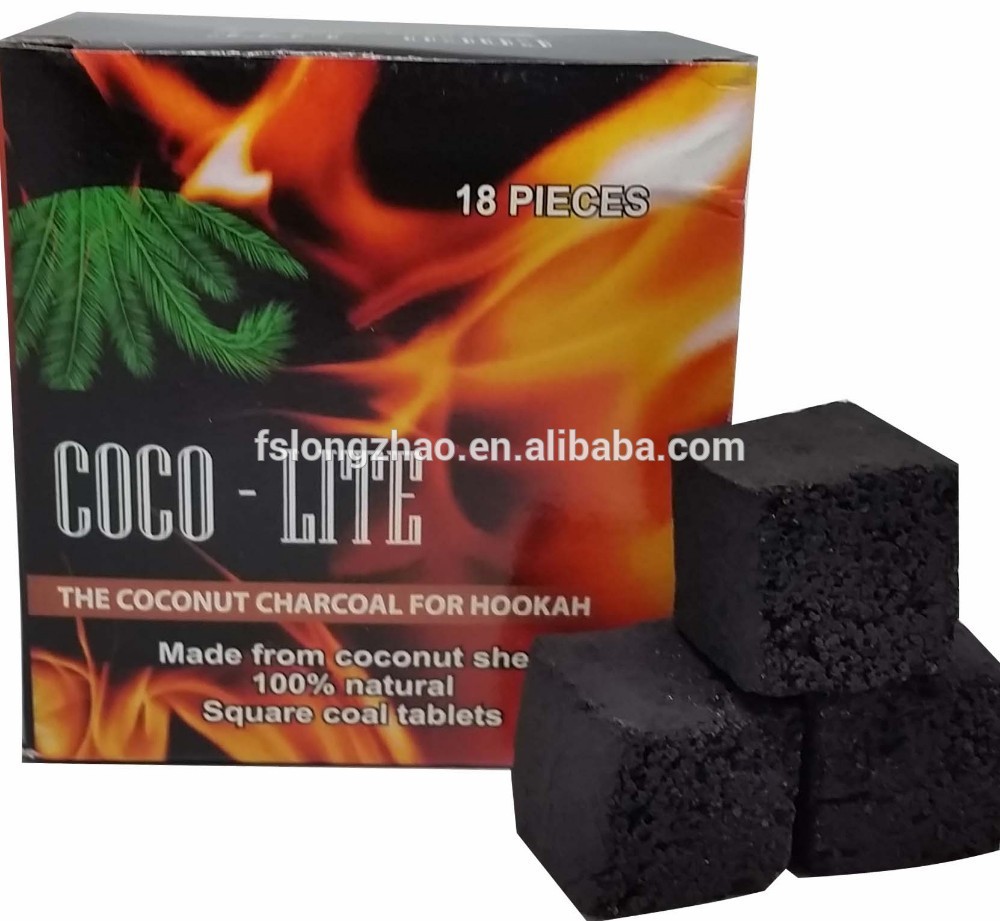 18 PIECES
fslongzhao.en.alibaba.com
COCO - LITE
THE COCONUT CHARCOAL FOR HOOKAH
Made from coconut she
100% natural
Square coal tablets